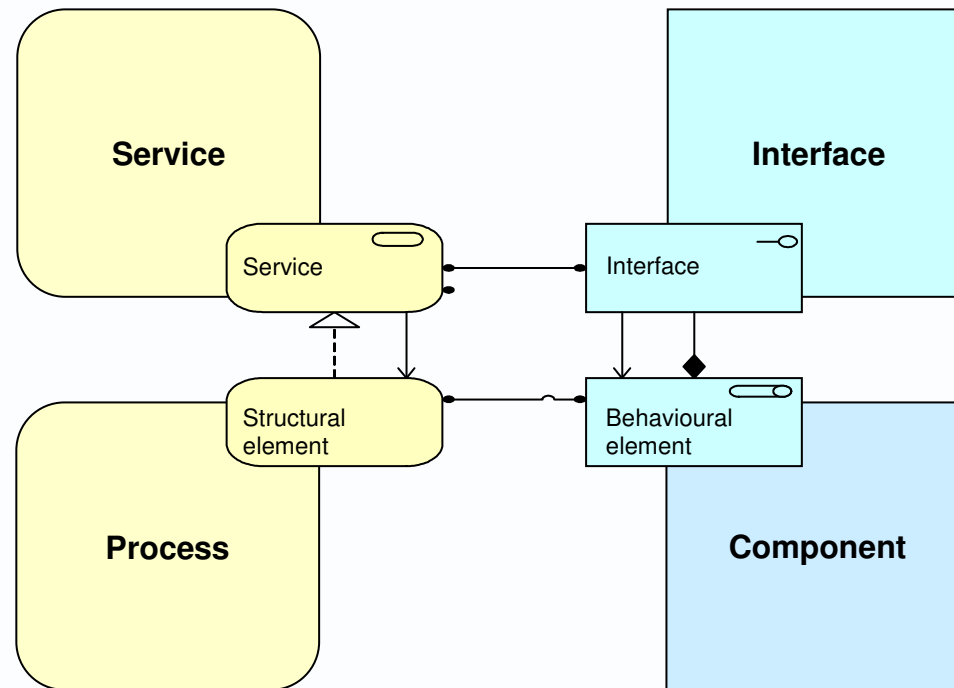 Service
Interface
Service
Interface
Structural
element
Behavioural
element
Process
Component